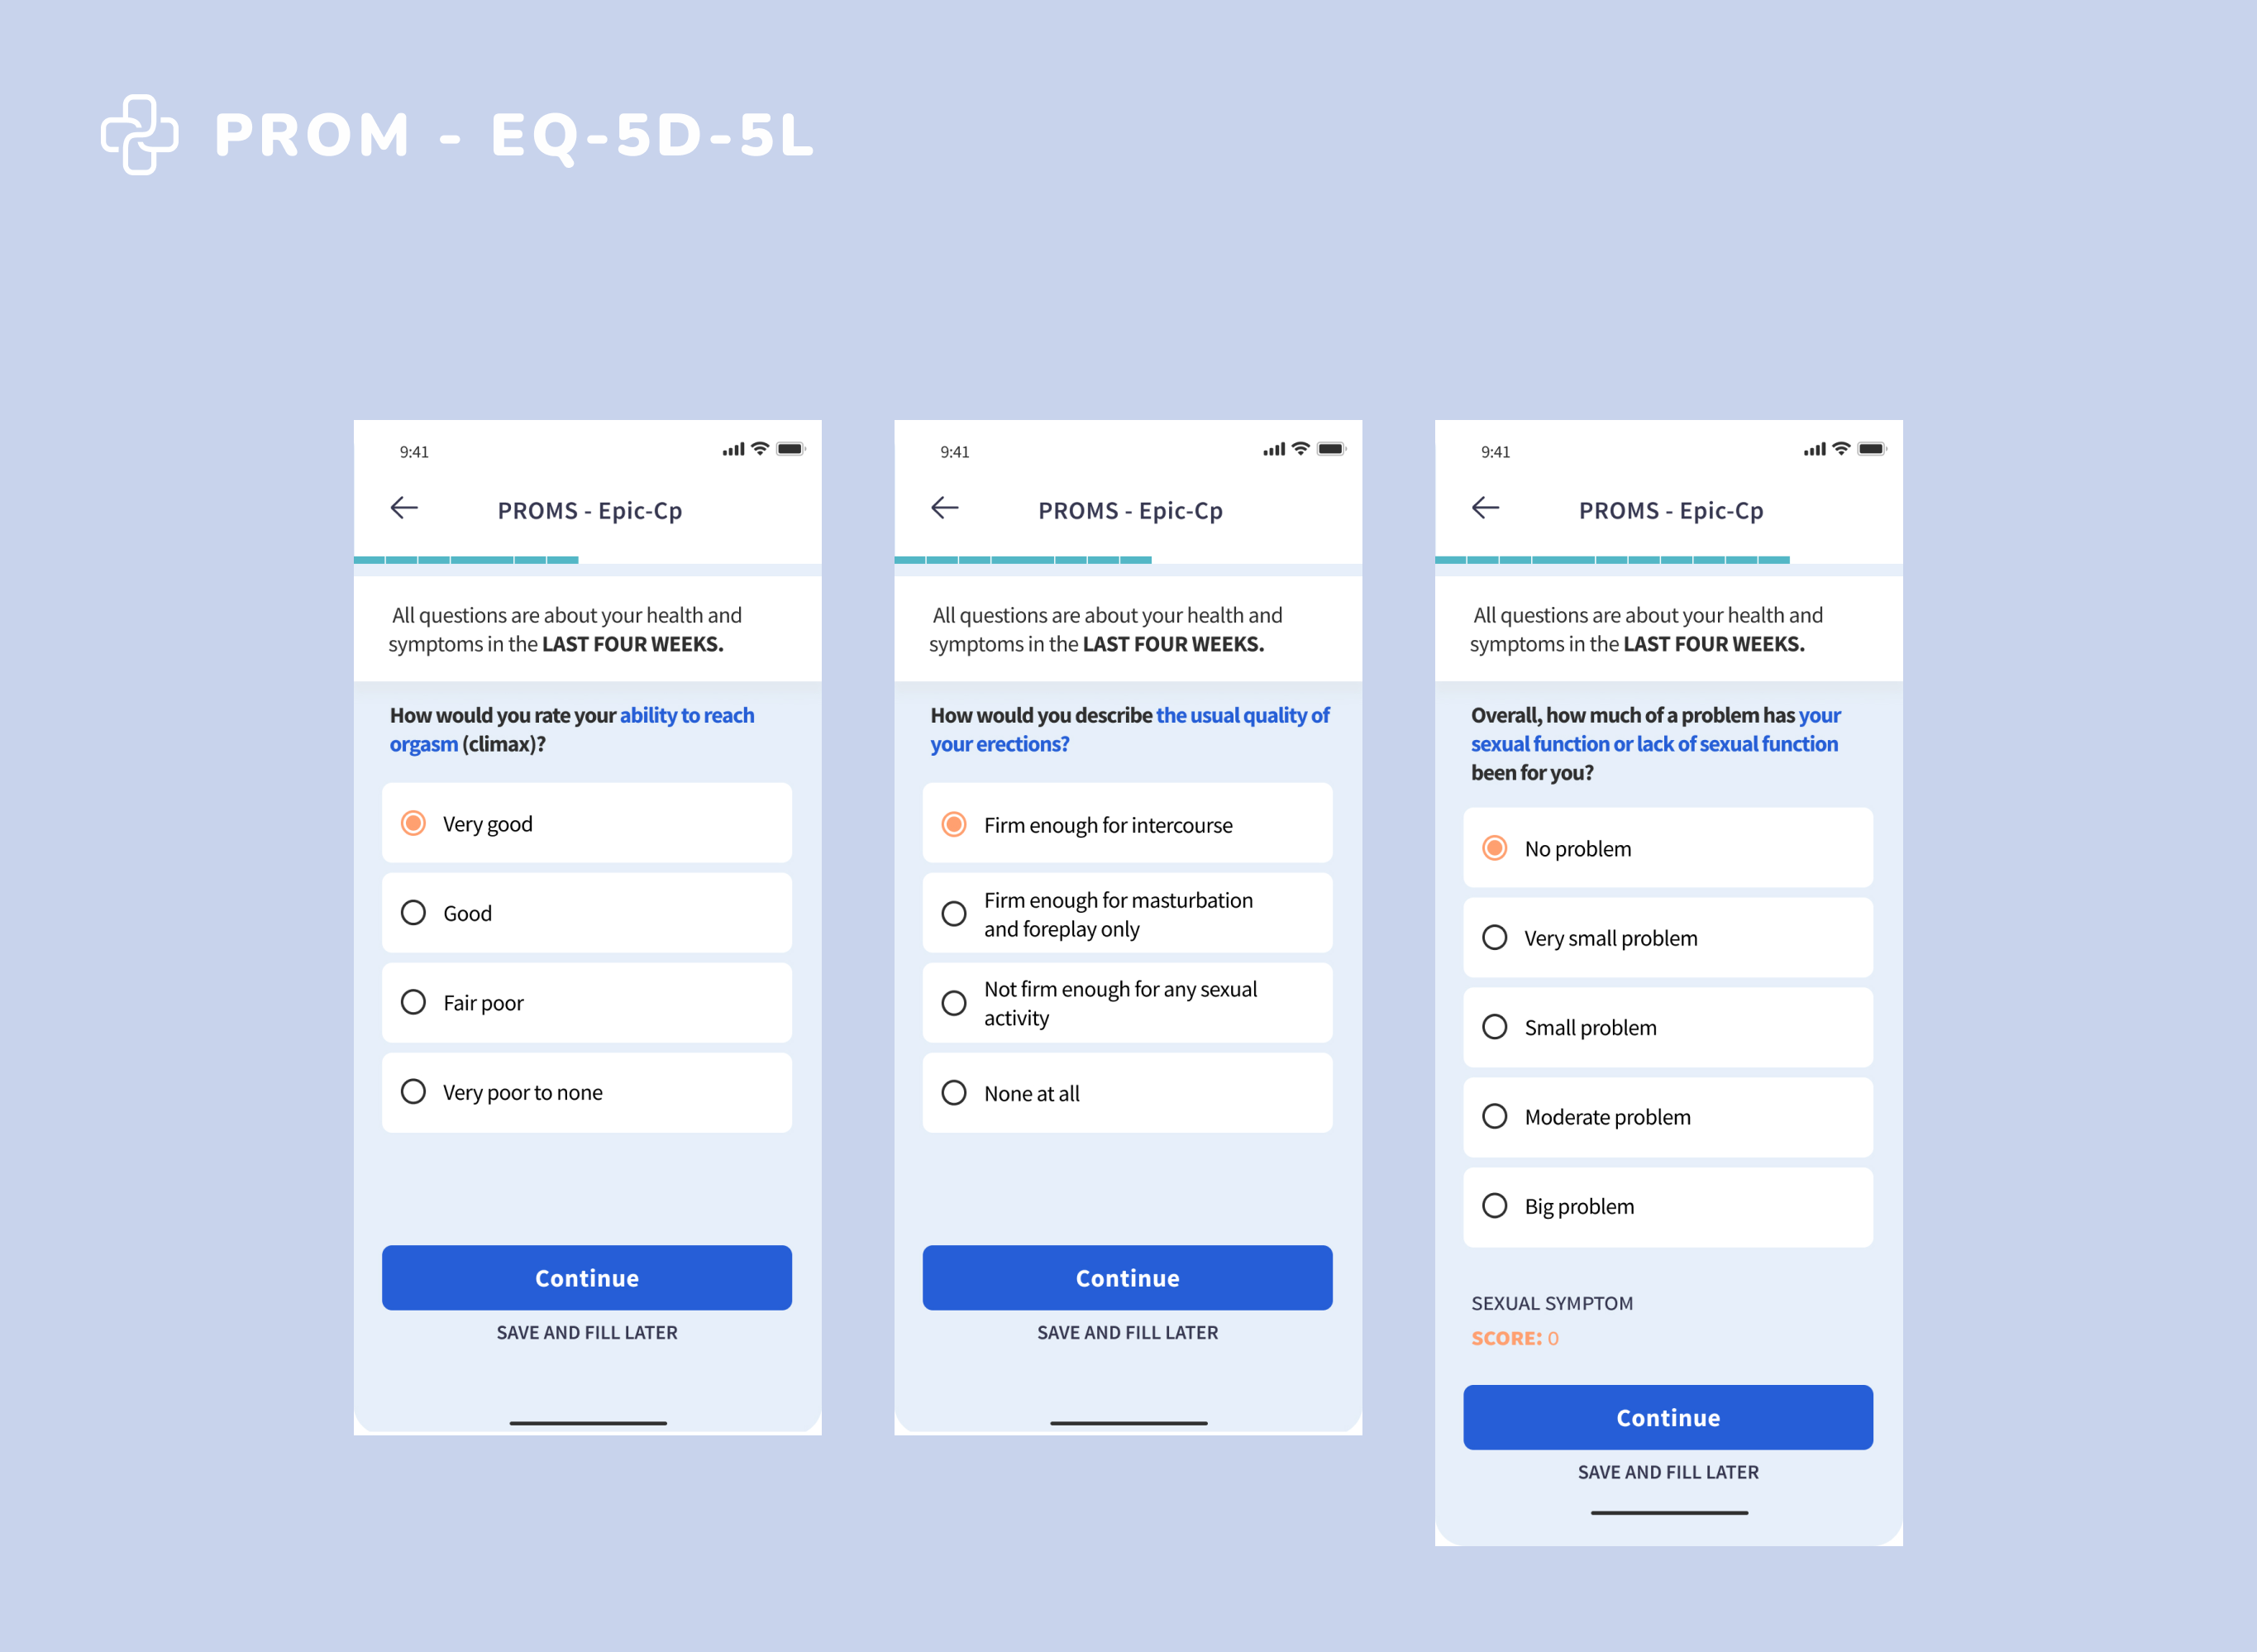 PROM - EQ-5D-5L
9:41
PROMS - Epic-Cp
All questions are about your health and
symptoms in the LAST FOUR WEEKS.
How would you rate your ability to reach
orgasm (climax)?
Very good
Good
Fair poor
Very poor to none
Continue
SAVE AND FILL LATER
9:41
PROMS - Epic-Cp
All questions are about your health and
symptoms in the LAST FOUR WEEKS.
How would you describe the usual quality of
your erections?
Firm enough for intercourse
Firm enough for masturbation
and foreplay only
Not firm enough for any sexual
activity
None at all
Continue
SAVE AND FILL LATER
9:41
PROMS - Epic-Cp
All questions are about your health and
symptoms in the LAST FOUR WEEKS.
Overall, how much of a problem has your
sexual function or lack of sexual function
been for you?
No problem
Very small problem
Small problem
Moderate problem
Big problem
SEXUAL SYMPTOM
SCORE: 0
Continue
SAVE AND FILL LATER